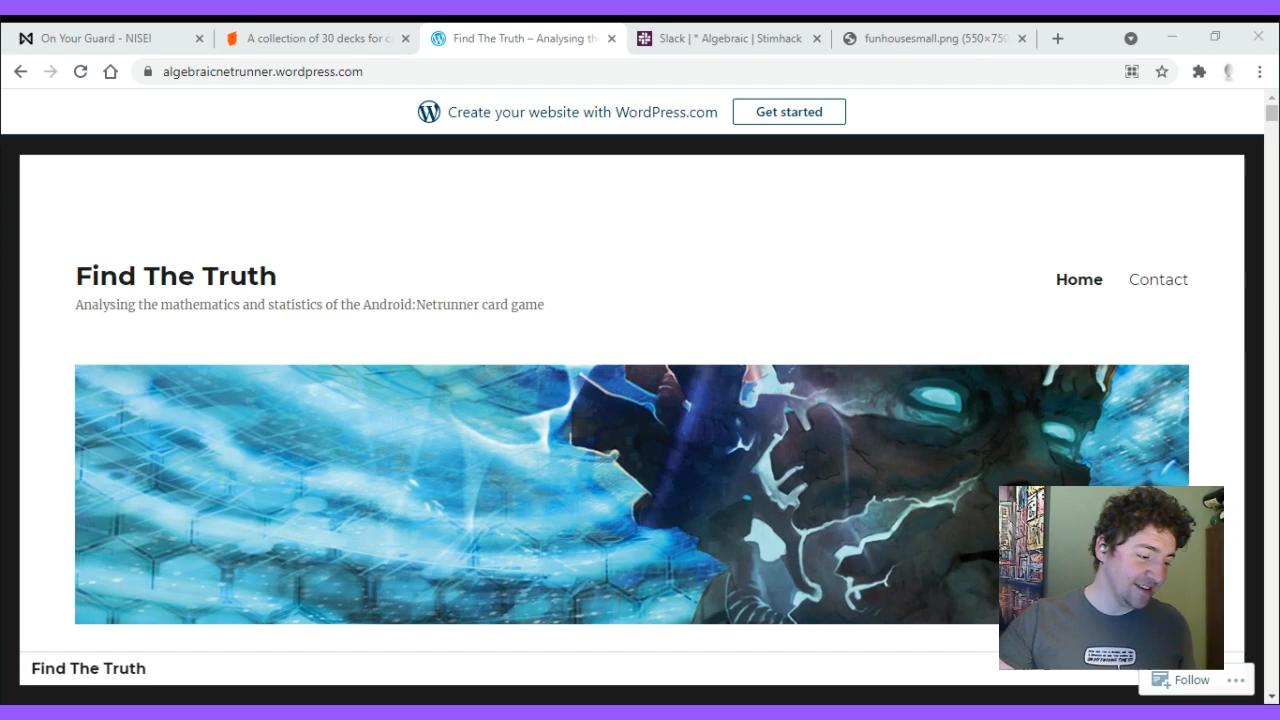 On Your Guard - NISEI
A collection of 30 decks for c
Find The Truth – Analysing th
Slack | * Algebraic | Stimhack
funhousesmall.png (550×750
algebraicnetrunner.wordpress.com
Create your website with WordPress.com
Get started
Find The Truth
Home
Contact
Analysing the mathematics and statistics of the Android:Netrunner card game
Find The Truth
Follow